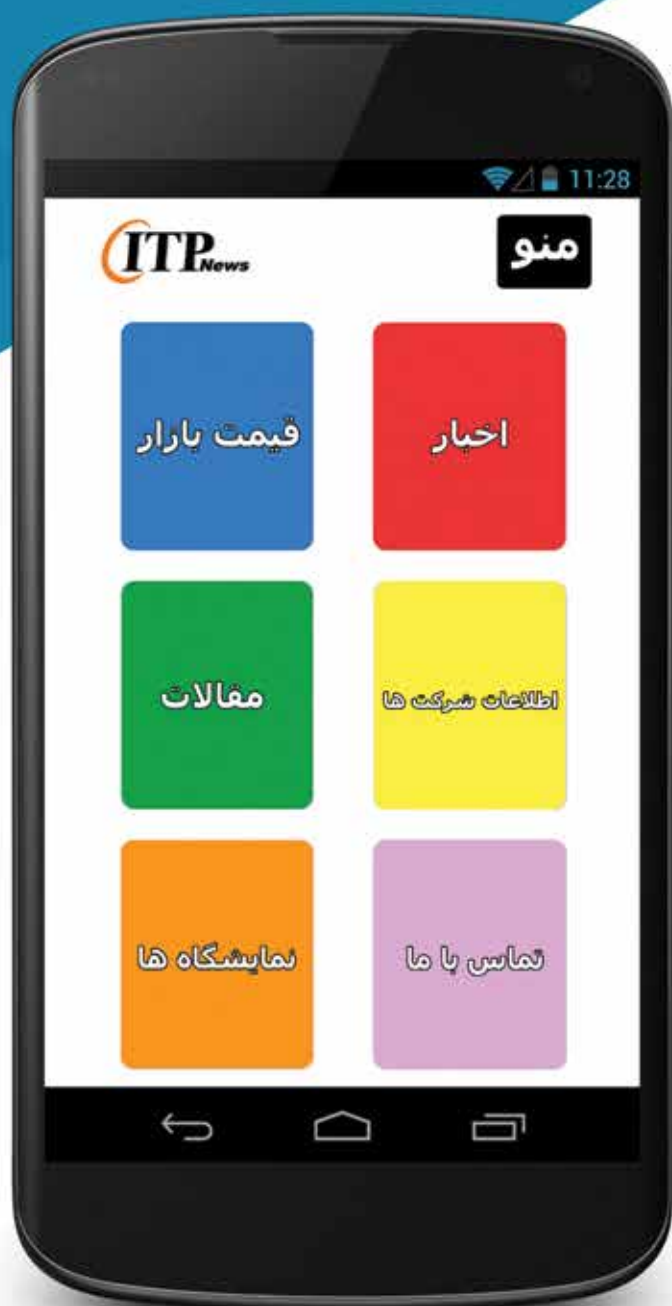 11:28
ITP News
منو
اخبار
قیمت بازار
اطلاعات شرکت ها
مقالات
تماس با ما
نمایشگاه ها